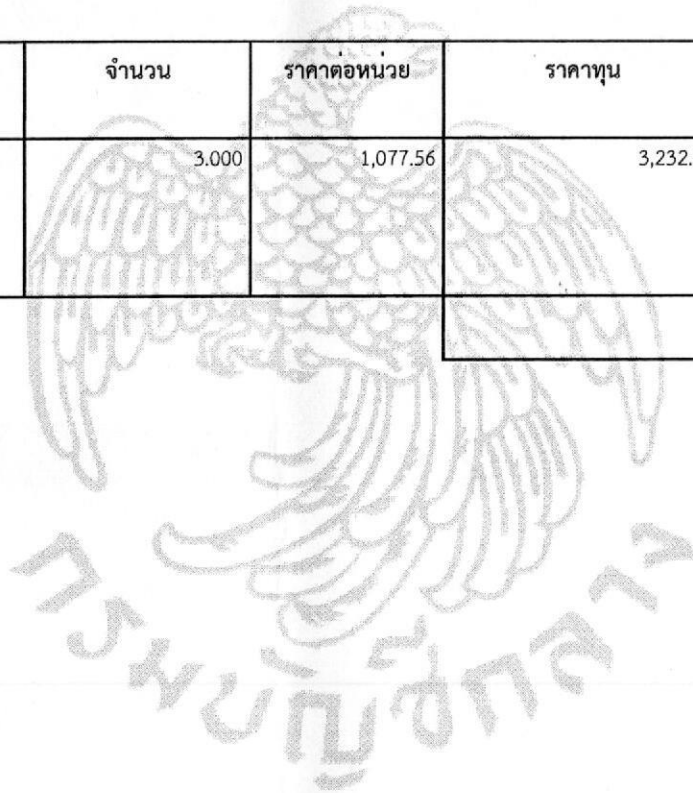 จำนวน ราคาต่อหน่วย ราคาทุน
3.000 1,077.56 3,232.
กรมบัญชีกลาง